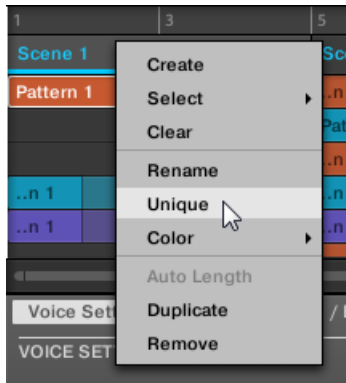 1 3 5
Scene 1 Sc
Create
Pattern 1 ..n
Select
Clear Pat
..n
Rename
..n 1 Unique ..n
..n 1 Color ..n
Auto Length
Voice Sett Duplicate /
VOICE SET Remove